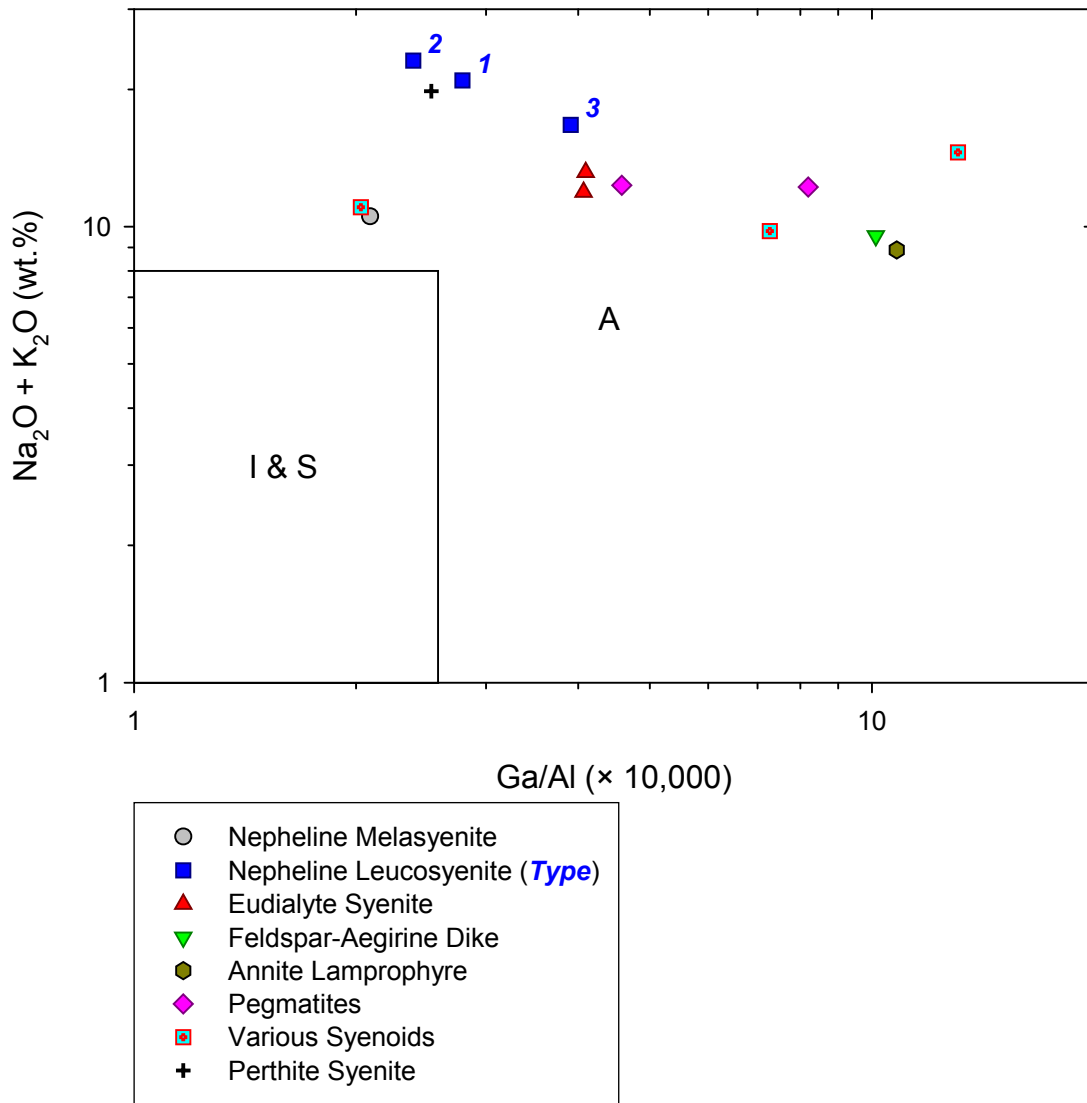 2
1
3
10
Na₂O + K₂O (wt.%)
A
I & S
1
1
10
Ga/Al (× 10,000)
Nepheline Melasyenite
Nepheline Leucosyenite (Type)
Eudialyte Syenite
Feldspar-Aegirine Dike
Annite Lamprophyre
Pegmatites
Various Syenoids
Perthite Syenite